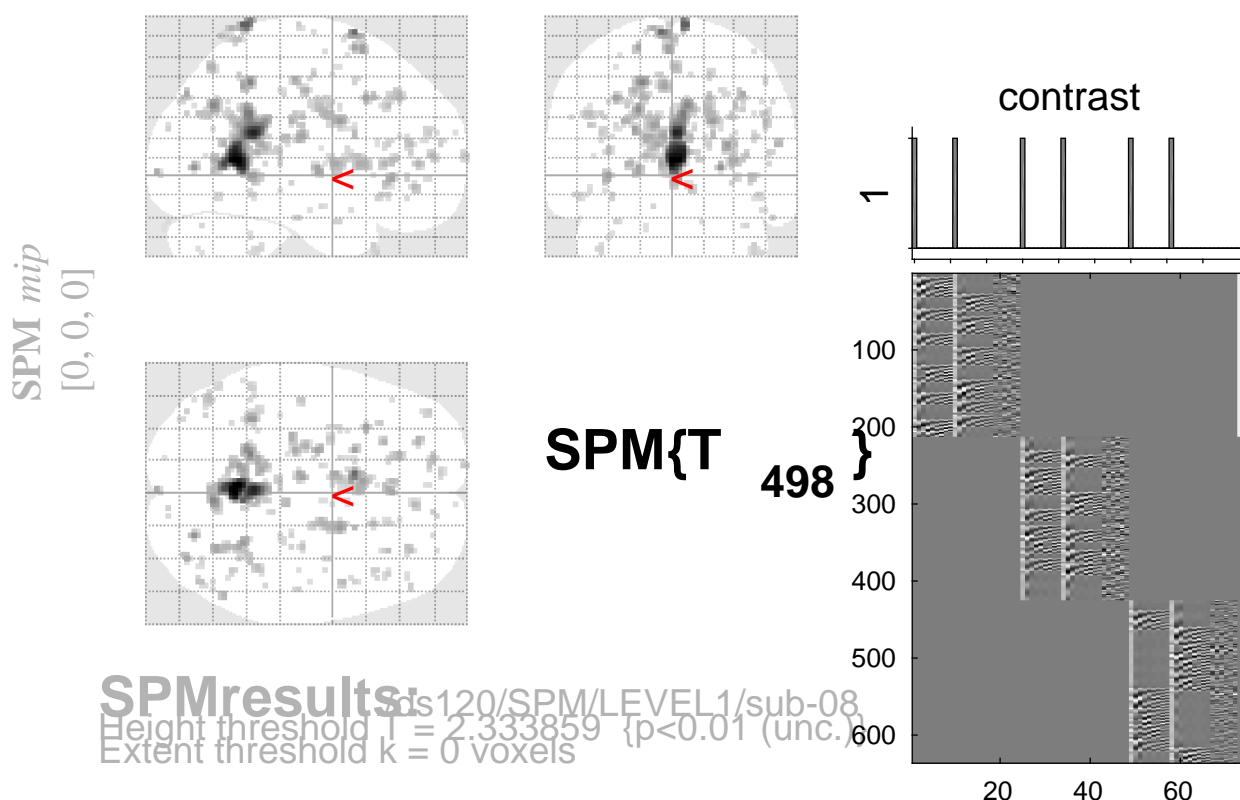 SPM mip
[0, 0, 0]
<
<
<
SPM{T 498 }
contrast
1
100
200
300
400
500
600
20 40 60
SPMresults: /ds120/SPM/LEVEL1/sub-08
Height threshold T = 2.333859 {p<0.01 (unc.)}
Extent threshold k = 0 voxels